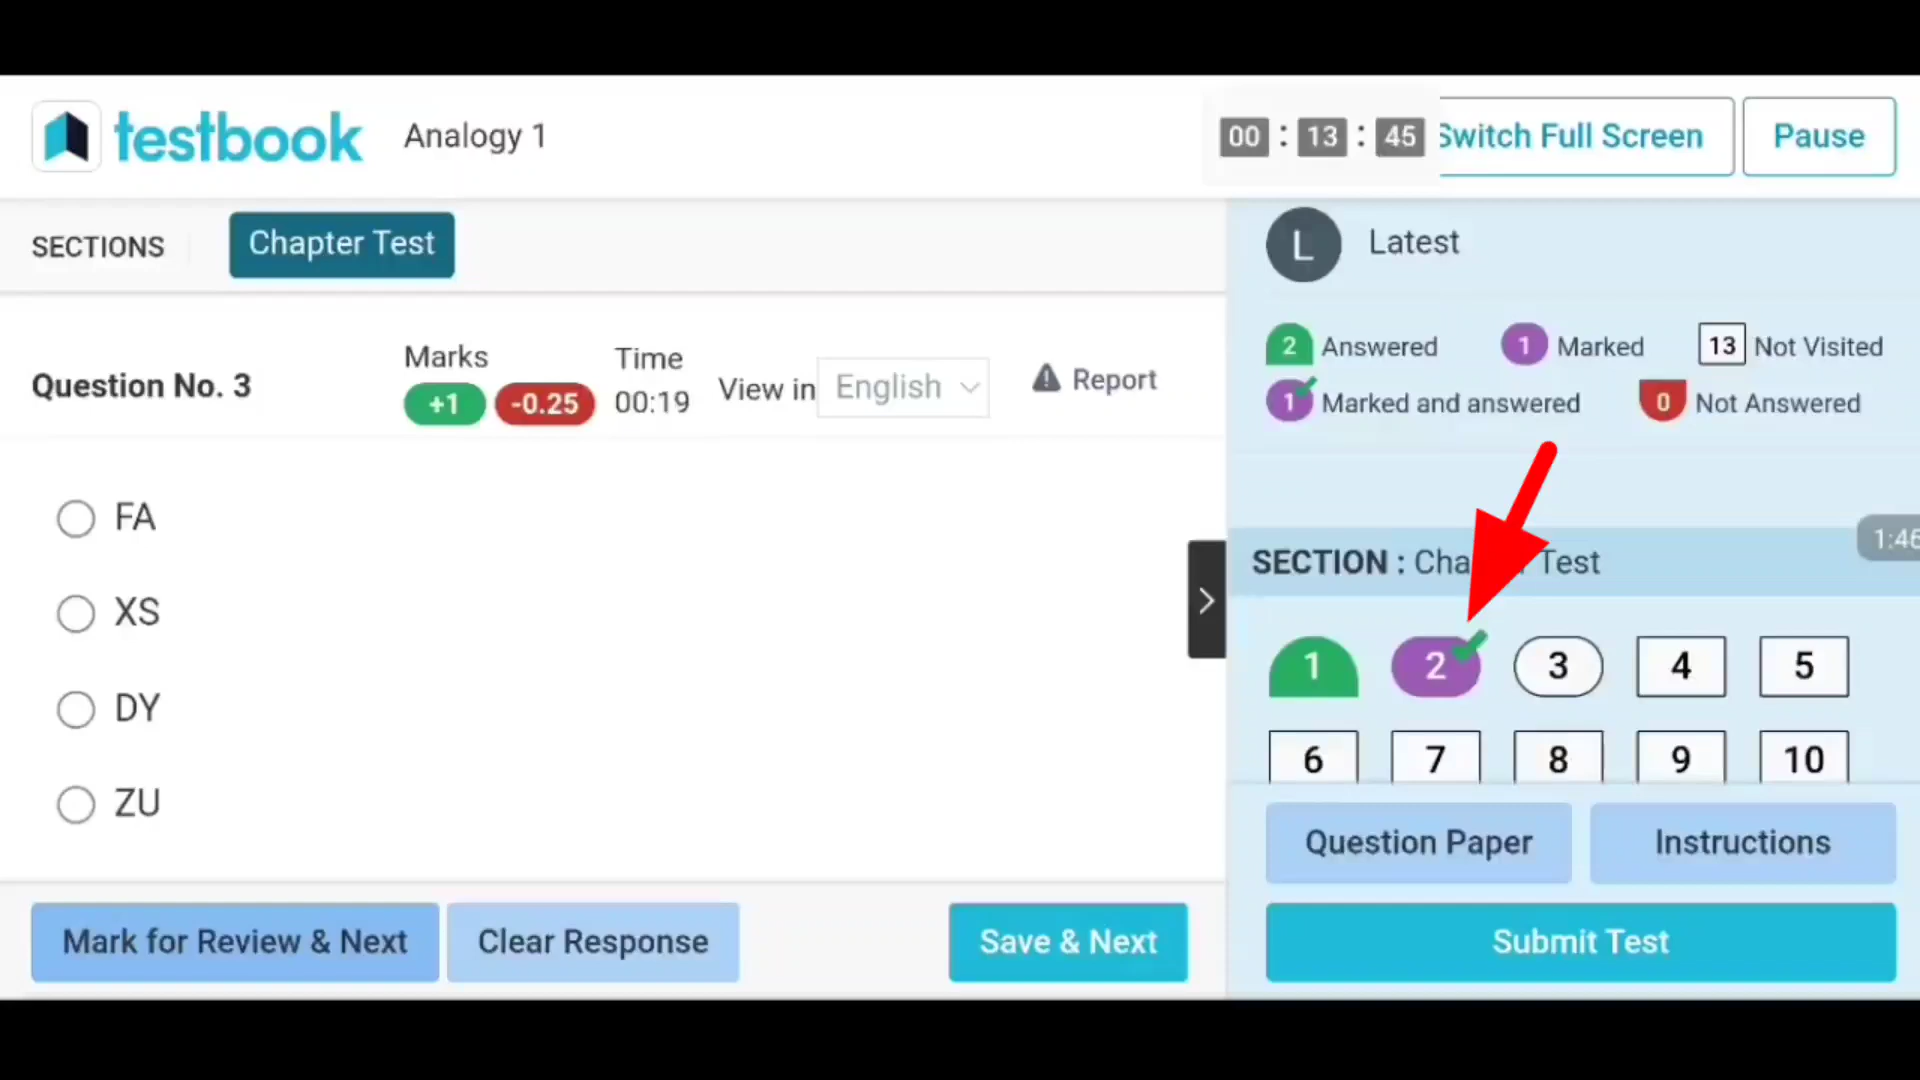 testbook
Analogy 1
00 : 13 : 45
Switch Full Screen
Pause
SECTIONS
Chapter Test
L
Latest
2 Answered
1 Marked
13 Not Visited
1 Marked and answered
0 Not Answered
Question No. 3
Marks
+1 -0.25
Time
00:19
View in English
Report
FA
XS
DY
ZU
SECTION : Test
1 2 3 4 5
6 7 8 9 10
Question Paper
Instructions
Mark for Review & Next
Clear Response
Save & Next
Submit Test